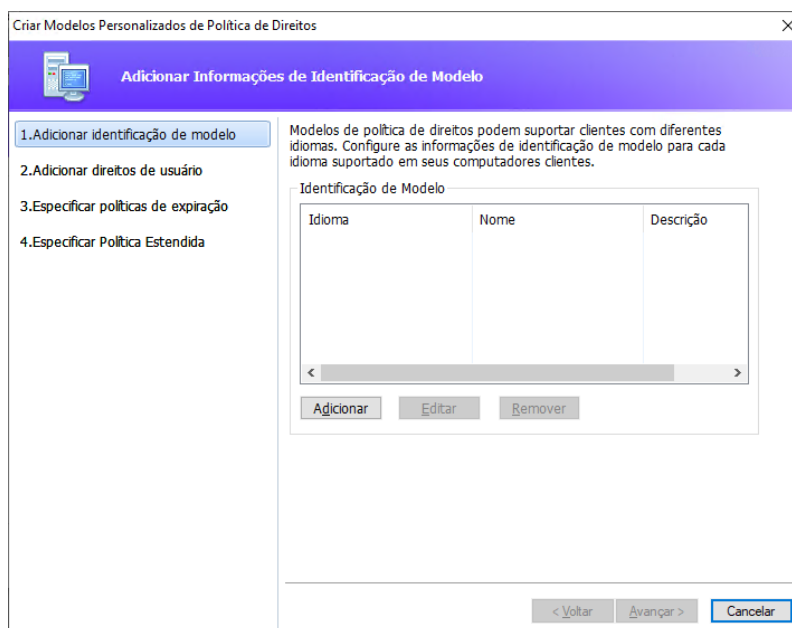 Criar Modelos Personalizados de Política de Direitos
Adicionar Informações de Identificação de Modelo
1.Adicionar identificação de modelo
2.Adicionar direitos de usuário
3.Especificar políticas de expiração
4.Especificar Política Estendida
Modelos de política de direitos podem suportar clientes com diferentes
idiomas. Configure as informações de identificação de modelo para cada
idioma suportado em seus computadores clientes.
Identificação de Modelo
Idioma Nome Descrição
Adicionar Editar Remover
< Voltar Avançar > Cancelar